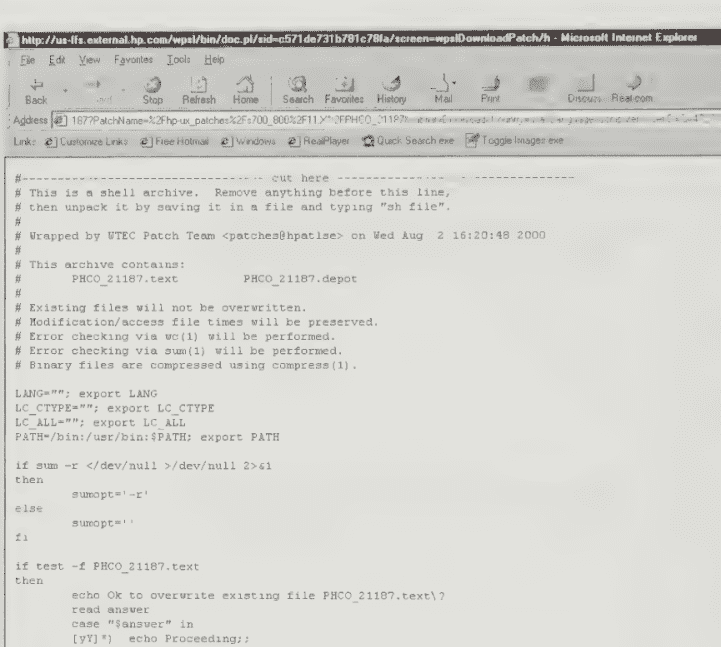 http://us-ffs.external.hp.com/wpsl/bin/doc.pl/sid=c571de731b781c78fa/screen=wpslDownloadPatch/h - Microsoft Internet Explorer
File Edit View Favorites Tools Help
Back Stop Refresh Home Search Favorites History Mail Print Discuss Real.com
Address 1877PatchName=%2Fhp-ux_patches%2Fs700_800%2F11.X%2FPHCO_21187
Links Customize Links Free Hotmail Windows RealPlayer Quick Search exe Toggle Images exe
#--------------------------------- cut here -----------------------------
# This is a shell archive. Remove anything before this line,
# then unpack it by saving it in a file and typing "sh file".
#
# Wrapped by WTEC Patch Team <patches@hpatlse> on Wed Aug 2 16:20:48 2000
#
# This archive contains:
# PHCO_21187.text PHCO_21187.depot
#
# Existing files will not be overwritten.
# Modification/access file times will be preserved.
# Error checking via wc(1) will be performed.
# Error checking via sum(1) will be performed.
# Binary files are compressed using compress(1).
LANG=""; export LANG
LC_CTYPE=""; export LC_CTYPE
LC_ALL=""; export LC_ALL
PATH=/bin:/usr/bin:$PATH; export PATH
if sum -r </dev/null >/dev/null 2>&1
then
sumopt='-r'
else
sumopt=''
fi
if test -f PHCO_21187.text
then
echo Ok to overwrite existing file PHCO_21187.text\?
read answer
case "$answer" in
[yY]*) echo Proceeding;;